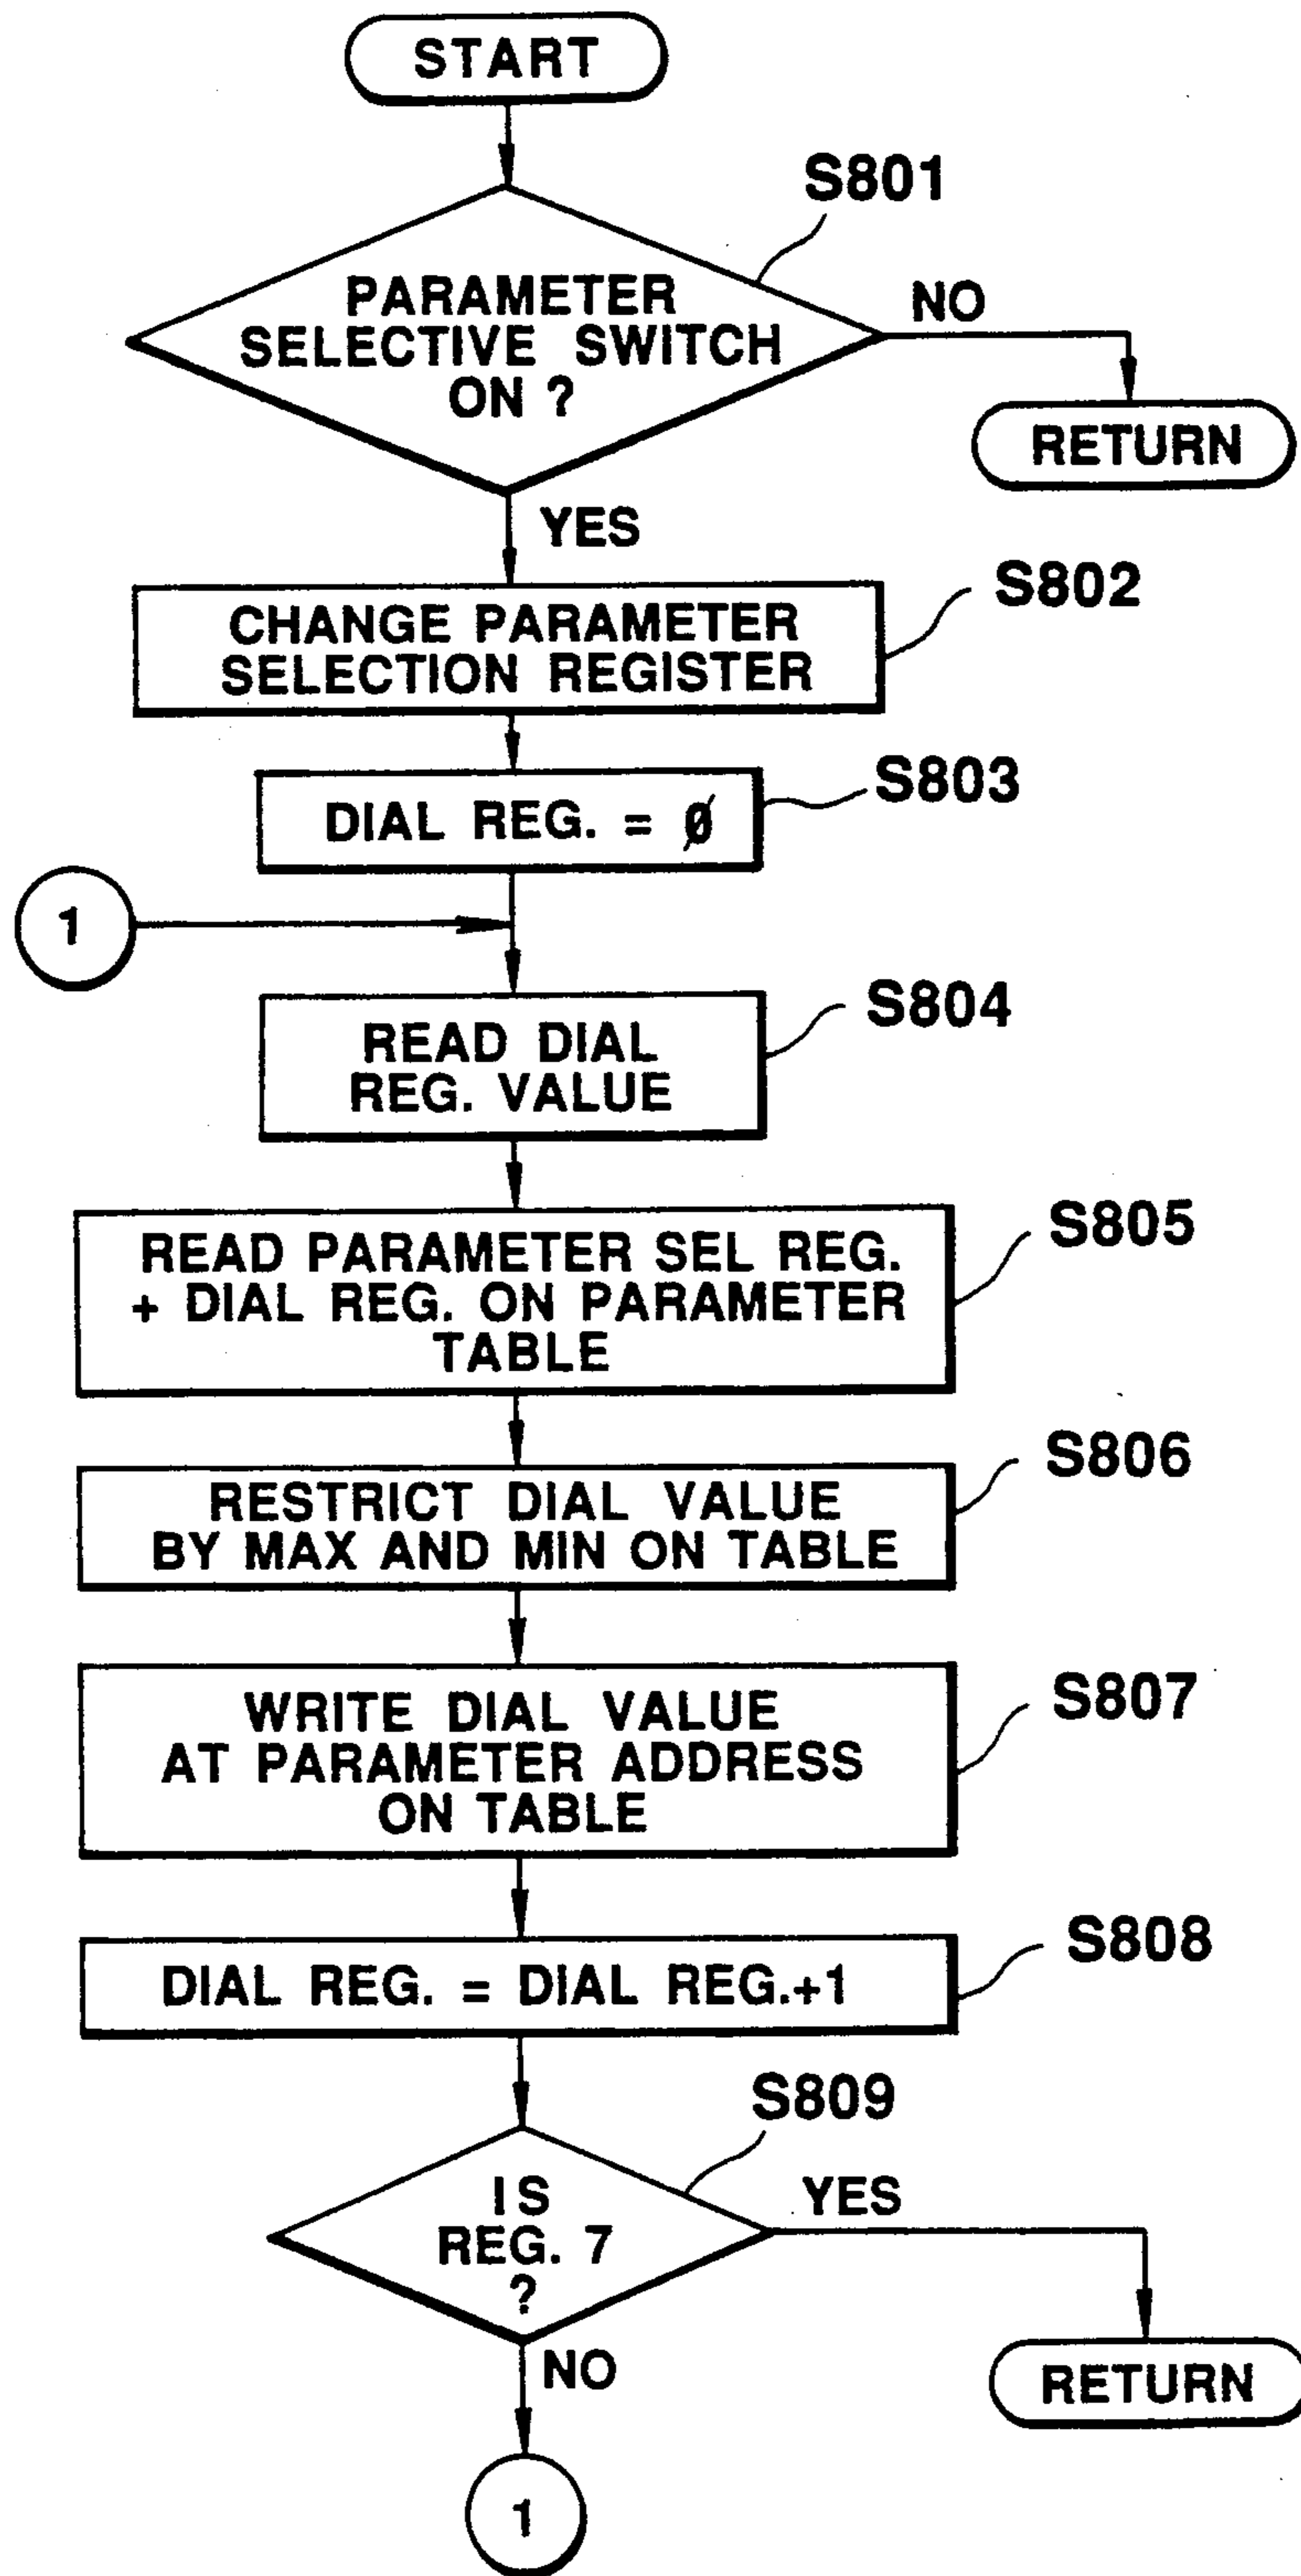 START
S801
PARAMETER
SELECTIVE SWITCH
ON ?
NO
RETURN
YES
S802
CHANGE PARAMETER
SELECTION REGISTER
S803
DIAL REG. = Ø
1
S804
READ DIAL
REG. VALUE
S805
READ PARAMETER SEL REG.
+ DIAL REG. ON PARAMETER
TABLE
S806
RESTRICT DIAL VALUE
BY MAX AND MIN ON TABLE
S807
WRITE DIAL VALUE
AT PARAMETER ADDRESS
ON TABLE
S808
DIAL REG. = DIAL REG.+1
S809
IS
REG. 7
?
YES
RETURN
NO
1